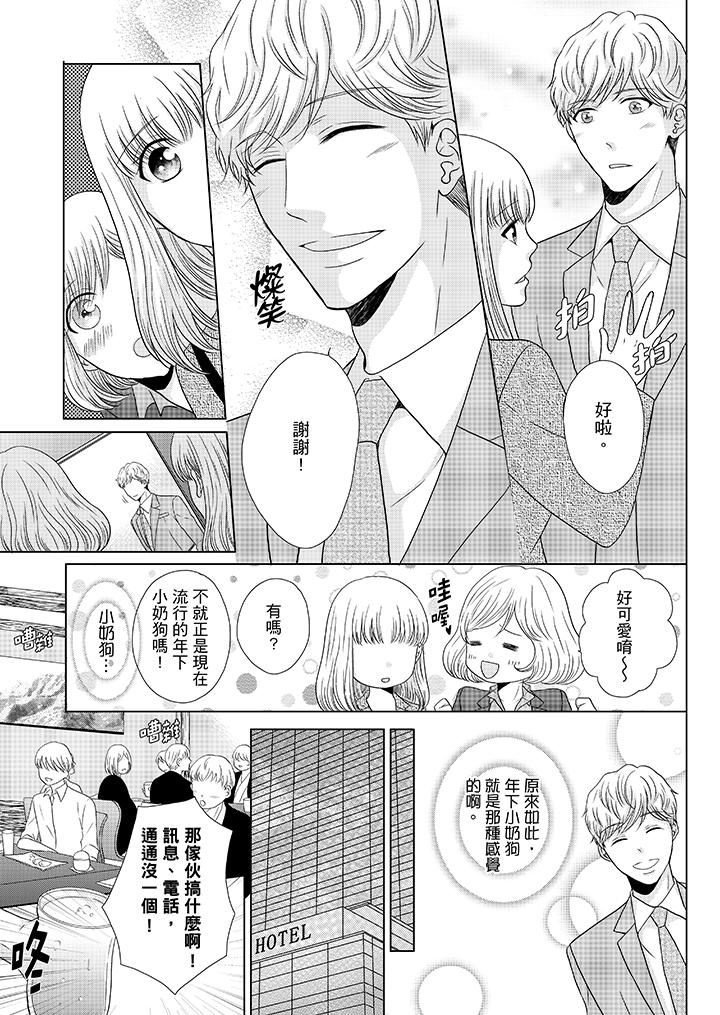 拍
拍
好啦。
燦笑
謝謝！
好可愛唷～
哇喔
有嗎？
不就正是現在
流行的年下
小奶狗嗎！
小奶狗…
原來如此，
年下小奶狗
就是那種感覺
的啊。
HOTEL
嘈雜
嘈雜
那傢伙搞什麼啊！
訊息、電話，
通通沒一個！
咚